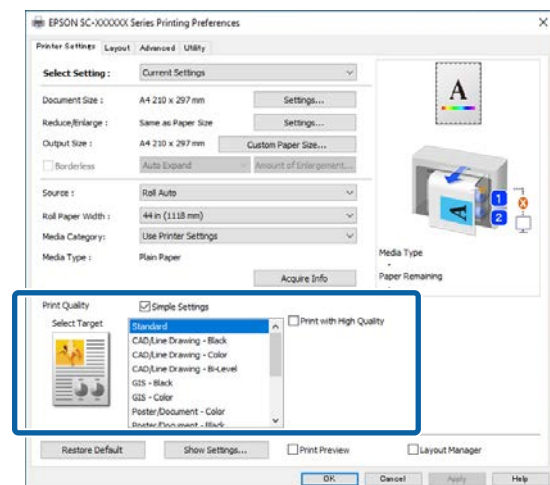 EPSON SC-XXXXXX Series Printing Preferences
Printer Settings Layout Advanced Utility
Select Setting : Current Settings
Document Size : A4 210 x 297 mm Settings...
Reduce/Enlarge : Same as Paper Size Settings...
Output Size : A4 210 x 297 mm Custom Paper Size...
Borderless Auto Expand Amount of Enlargement...
Source : Roll Auto
Roll Paper Width : 44 in (1118 mm)
Media Category: Use Printer Settings
Media Type : Plain Paper
Acquire Info
A
A
1
2
Media Type
-
Paper Remaining
-
Print Quality Simple Settings
Select Target
Standard
CAD/Line Drawing - Black
CAD/Line Drawing - Color
CAD/Line Drawing - Bi-Level
GIS - Black
GIS - Color
Poster/Document - Color
Poster/Document - Black
Print with High Quality
Restore Default Show Settings... Print Preview Layout Manager
OK Cancel Apply Help